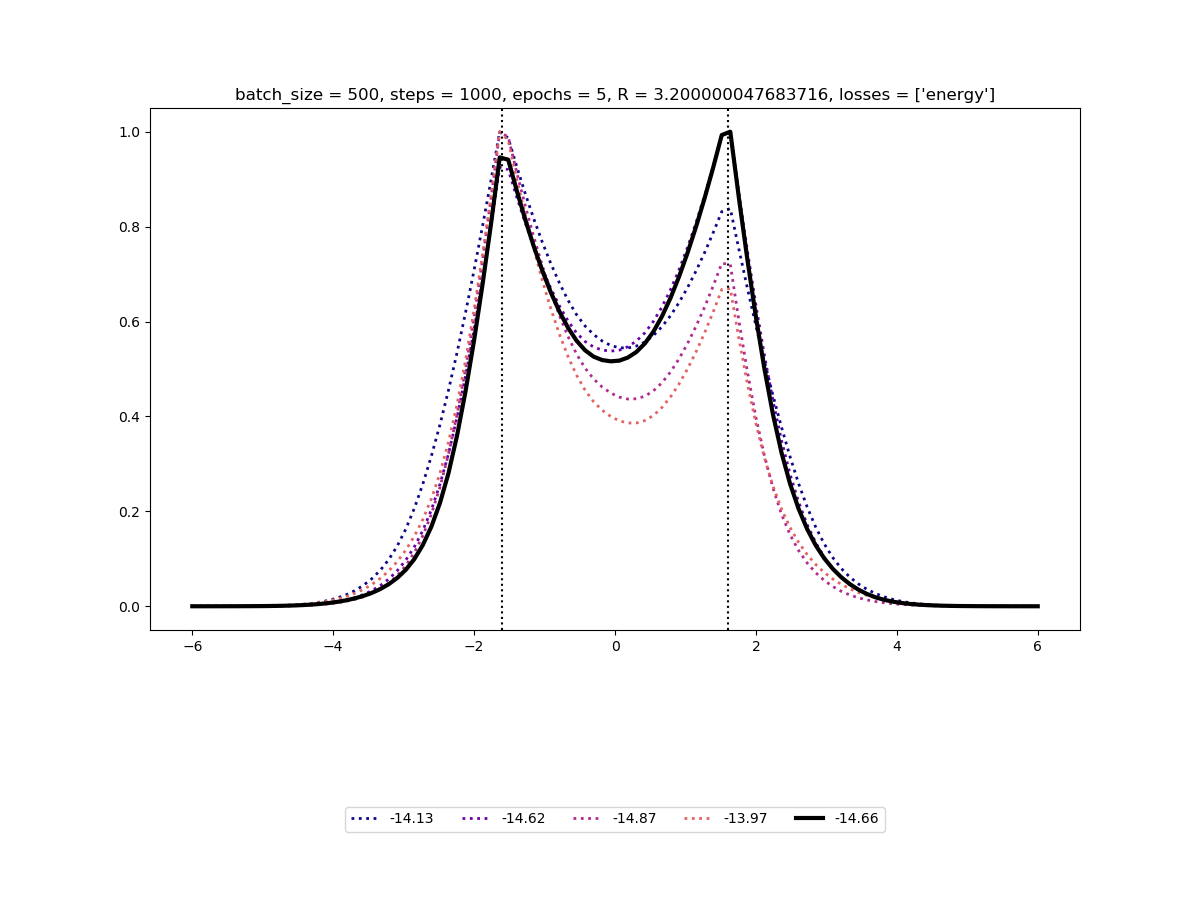 batch_size = 500, steps = 1000, epochs = 5, R = 3.200000047683716, losses = ['energy']
1.0
0.8
0.6
0.4
0.2
0.0
−6 −4 −2 0 2 4 6
-14.13 -14.62 -14.87 -13.97 -14.66